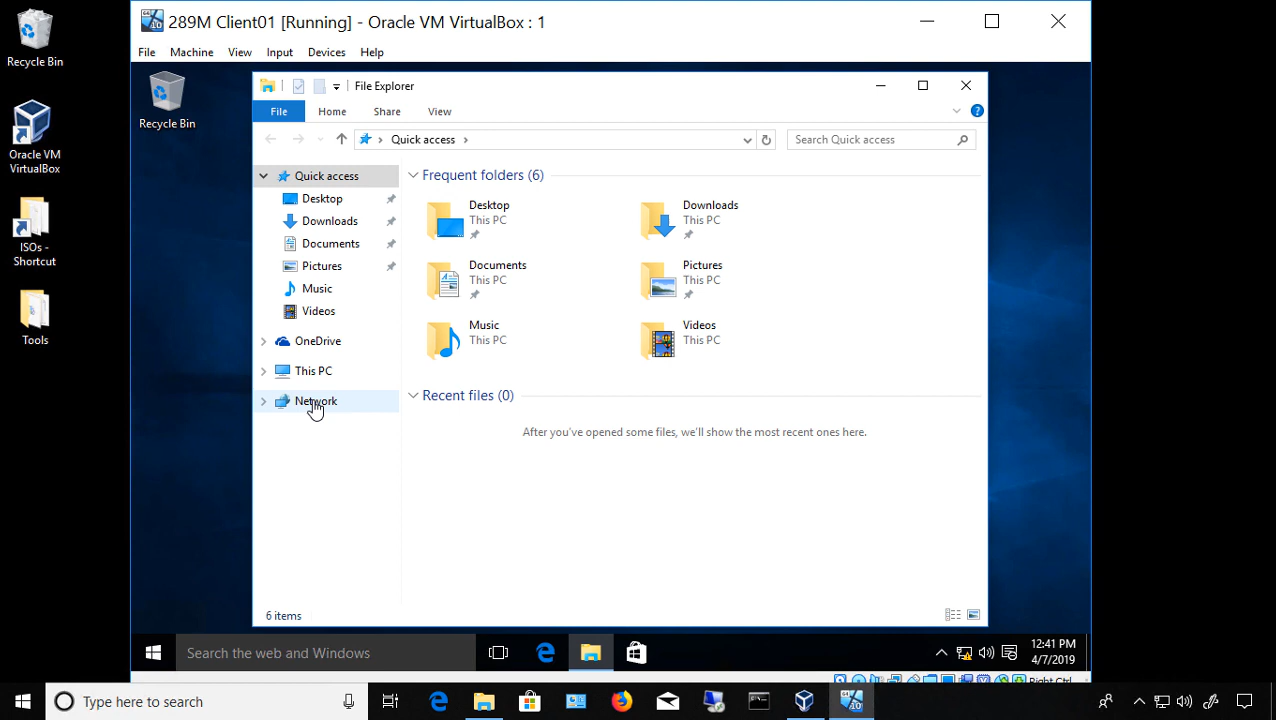 Recycle Bin
Oracle VM
VirtualBox
ISOs -
Shortcut
Tools
289M Client01 [Running] - Oracle VM VirtualBox : 1
File Machine View Input Devices Help
Recycle Bin
File Explorer
File Home Share View
Quick access
Search Quick access
Quick access
Desktop
Downloads
Documents
Pictures
Music
Videos
OneDrive
This PC
Network
Frequent folders (6)
Desktop
This PC
Downloads
This PC
Documents
This PC
Pictures
This PC
Music
This PC
Videos
This PC
Recent files (0)
After you've opened some files, we'll show the most recent ones here.
6 items
Search the web and Windows
12:41 PM
4/7/2019
Right Ctrl
Type here to search